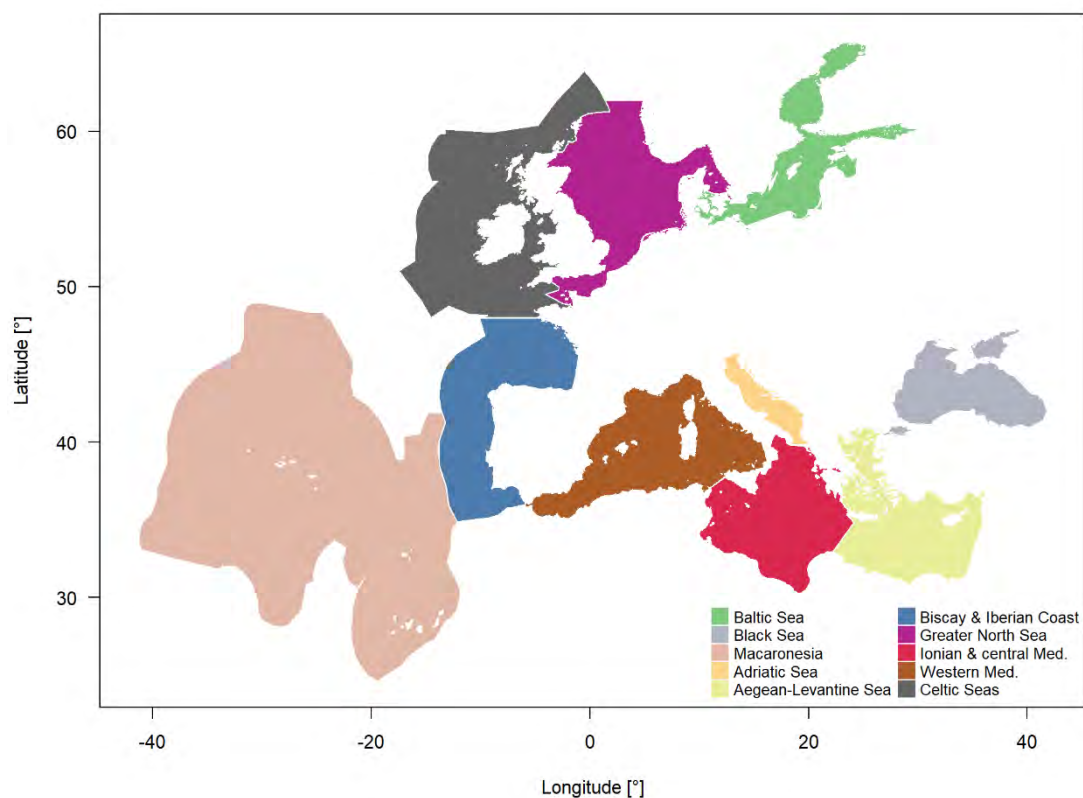 60
50
40
30
Latitude [°]
Baltic Sea
Black Sea
Macaronesia
Adriatic Sea
Aegean-Levantine Sea
Biscay & Iberian Coast
Greater North Sea
Ionian & central Med.
Western Med.
Celtic Seas
-40
-20
0
20
40
Longitude [°]